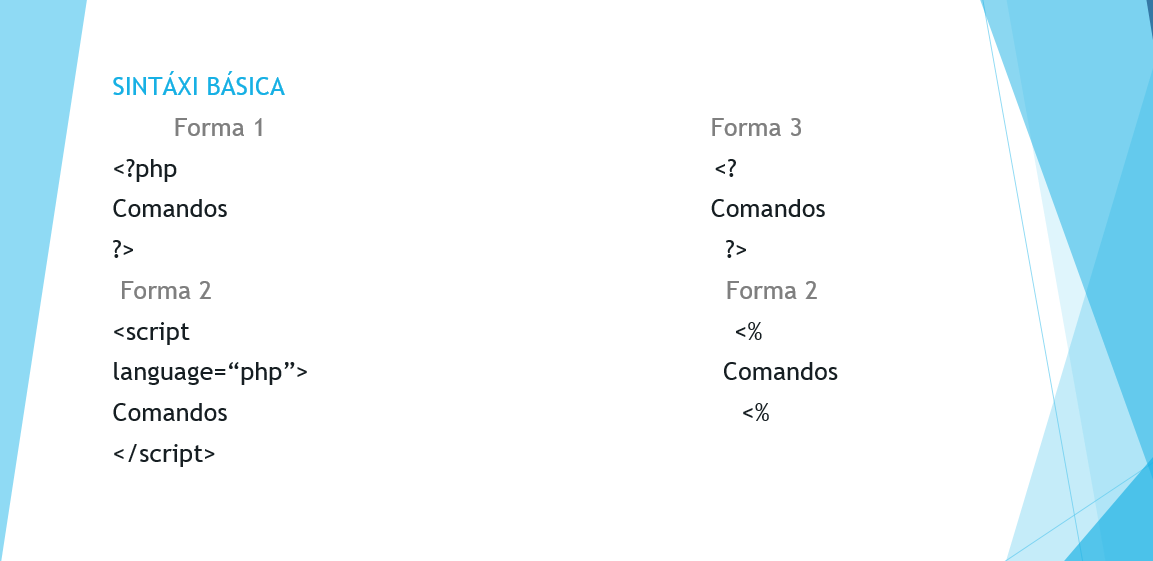 SINTÁXI BÁSICA
Forma 1
<?php
Comandos
?>
Forma 2
<script
language=“php”>
Comandos
</script>
Forma 3
<?
Comandos
?>
Forma 2
<%
Comandos
<%